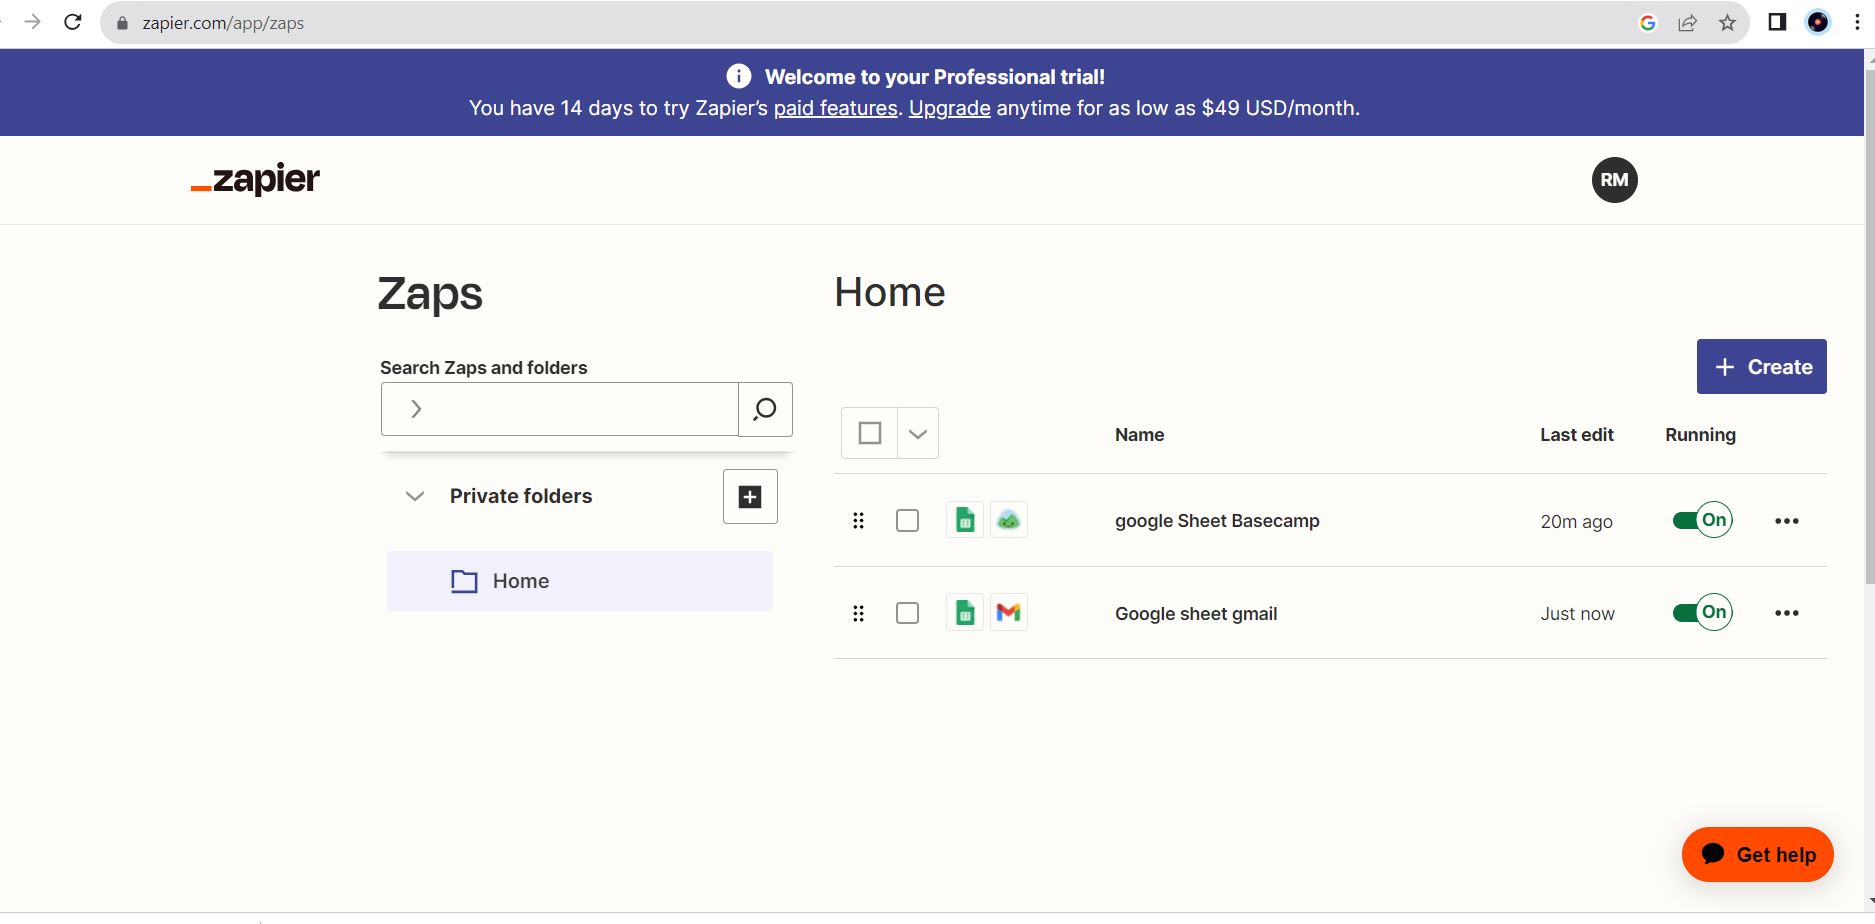 zapier.com/app/zaps
Welcome to your Professional trial!
You have 14 days to try Zapier’s paid features. Upgrade anytime for as low as $49 USD/month.
zapier
RM
Zaps
Home
Search Zaps and folders
Create
Name
Last edit
Running
Private folders
google Sheet Basecamp
20m ago
On
Home
Google sheet gmail
Just now
On
Get help